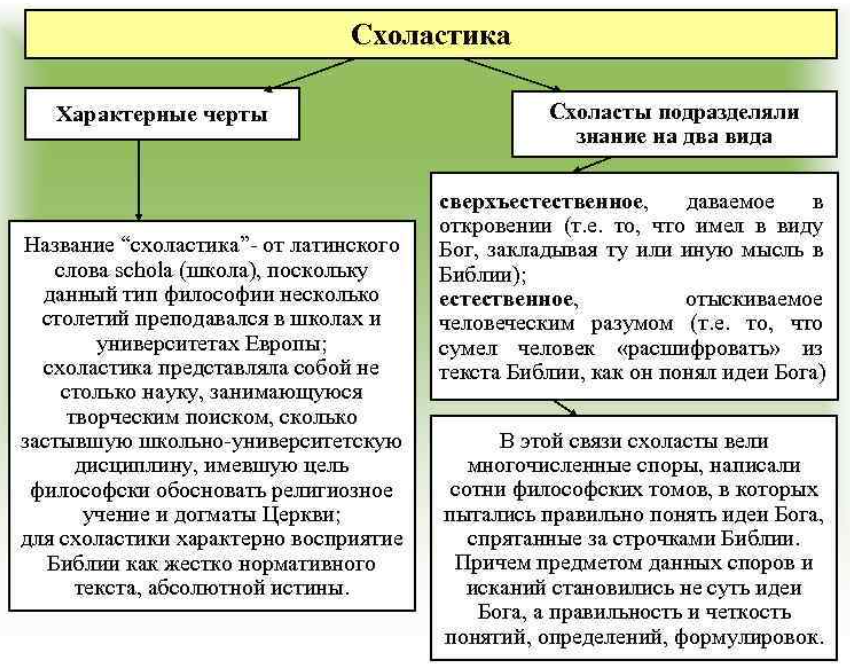 Схоластика
Характерные черты
Название “схоластика”- от латинского
слова schola (школа), поскольку
данный тип философии несколько
столетий преподавался в школах и
университетах Европы;
схоластика представляла собой не
столько науку, занимающуюся
творческим поиском, сколько
застывшую школьно-университетскую
дисциплину, имевшую цель
философски обосновать религиозное
учение и догматы Церкви;
для схоластики характерно восприятие
Библии как жестко нормативного
текста, абсолютной истины.
Схоласты подразделяли
знание на два вида
сверхъестественное, даваемое в
откровении (т.е. то, что имел в виду
Бог, закладывая ту или иную мысль в
Библии);
естественное, отыскиваемое
человеческим разумом (т.е. то, что
сумел человек «расшифровать» из
текста Библии, как он понял идеи Бога)
В этой связи схоласты вели
многочисленные споры, написали
сотни философских томов, в которых
пытались правильно понять идеи Бога,
спрятанные за строчками Библии.
Причем предметом данных споров и
исканий становились не суть идеи
Бога, а правильность и четкость
понятий, определений, формулировок.